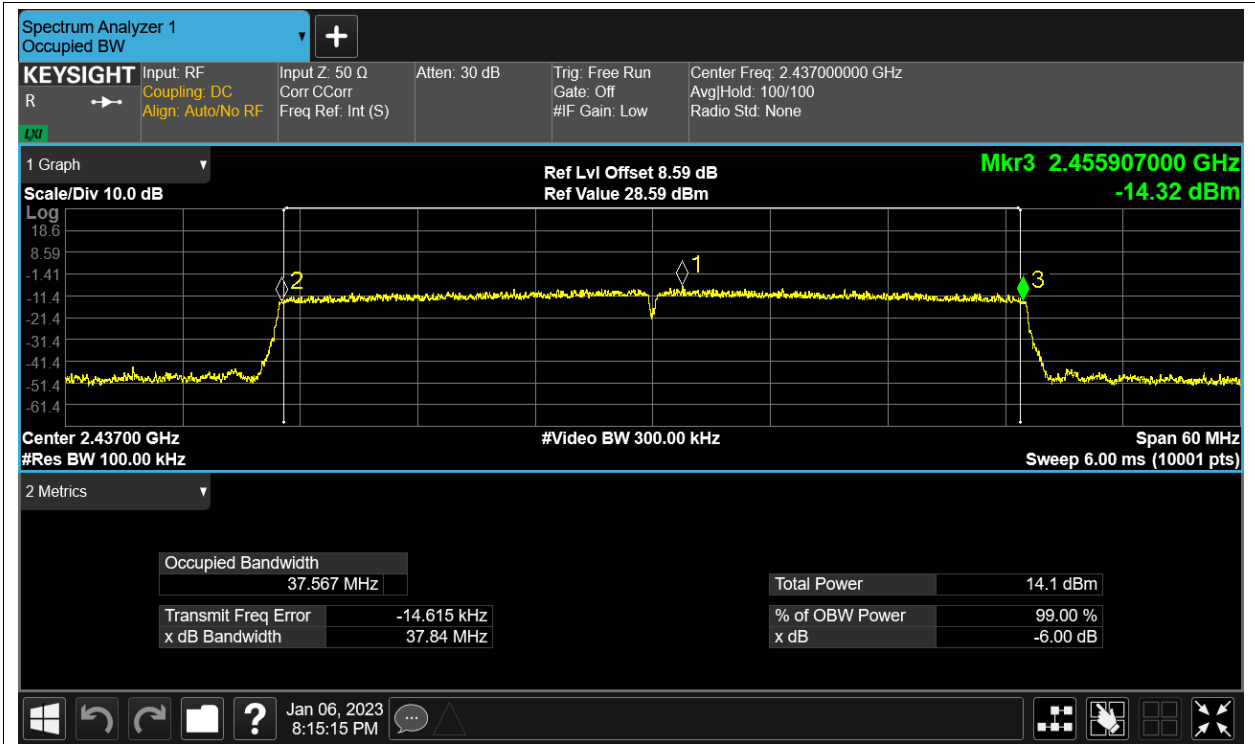 Spectrum Analyzer 1
Occupied BW
+
KEYSIGHT
R
LXI
Input: RF
Coupling: DC
Align: Auto/No RF
Input Z: 50 Ω
Corr CCorr
Freq Ref: Int (S)
Atten: 30 dB
Trig: Free Run
Gate: Off
#IF Gain: Low
Center Freq: 2.437000000 GHz
Avg|Hold: 100/100
Radio Std: None
1 Graph
Scale/Div 10.0 dB
Ref Lvl Offset 8.59 dB
Ref Value 28.59 dBm
Mkr3 2.455907000 GHz
-14.32 dBm
Log
18.6
8.59
-1.41
-11.4
-21.4
-31.4
-41.4
-51.4
-61.4
2
1
3
Center 2.43700 GHz
#Res BW 100.00 kHz
#Video BW 300.00 kHz
Span 60 MHz
Sweep 6.00 ms (10001 pts)
2 Metrics
Occupied Bandwidth
37.567 MHz
Transmit Freq Error -14.615 kHz
x dB Bandwidth 37.84 MHz
Total Power 14.1 dBm
% of OBW Power 99.00 %
x dB -6.00 dB
?
Jan 06, 2023
8:15:15 PM